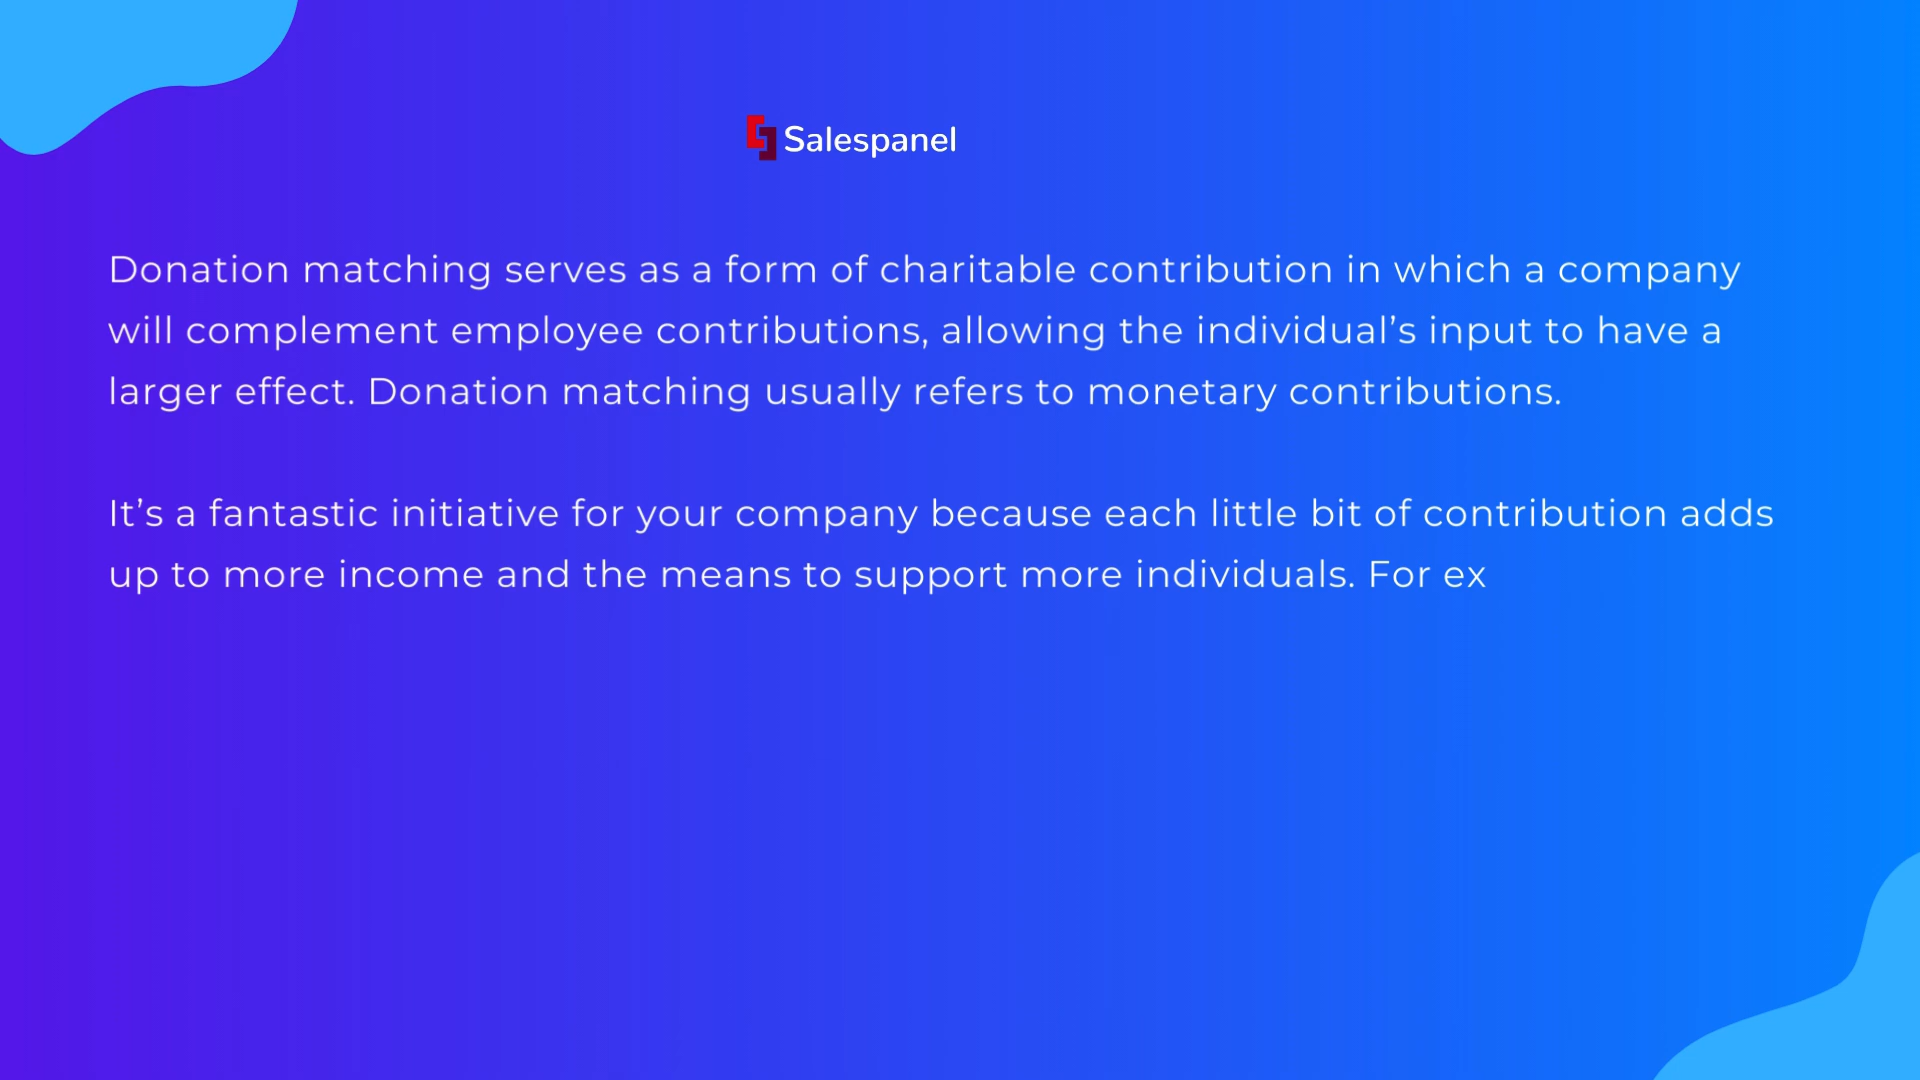 Salespanel
Donation matching serves as a form of charitable contribution in which a company
will complement employee contributions, allowing the individual’s input to have a
larger effect. Donation matching usually refers to monetary contributions.
It’s a fantastic initiative for your company because each little bit of contribution adds
up to more income and the means to support more individuals. For ex